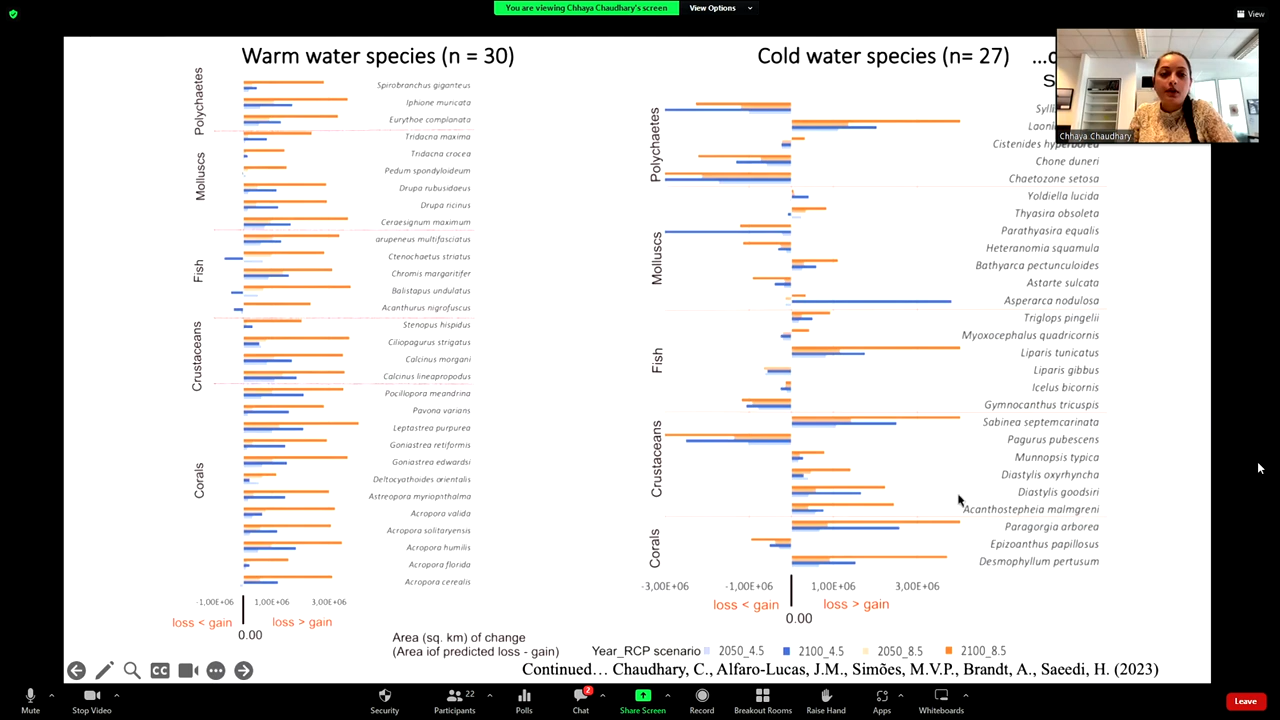 You are viewing Chhaya Chaudhary's screen
View Options
View
Warm water species (n = 30)
Polychaetes
Molluscs
Fish
Crustaceans
Corals
Spirobranchus giganteus
Iphione muricata
Eurythoe complanata
Tridacna maxima
Tridacna crocea
Pedum spondyloideum
Drupa rubusidaeus
Drupa ricinus
Ceraesignum maximum
arupeneus multifasciatus
Ctenochaetus striatus
Chromis margaritifer
Balistapus undulatus
Acanthurus nigrofuscus
Stenopus hispidus
Ciliopagurus strigatus
Calcinus morgani
Calcinus lineapropodus
Pocillopora meandrina
Pavona varians
Leptastrea purpurea
Goniastrea retiformis
Goniastrea edwardsi
Deltocyathoides orientalis
Astreopora myriophthalma
Acropora valida
Acropora solitaryensis
Acropora humilis
Acropora florida
Acropora cerealis
-1,00E+06 1,00E+06 3,00E+06
loss < gain loss > gain
0.00
Cold water species (n= 27)
Chhaya Chaudhary
Polychaetes
Molluscs
Fish
Crustaceans
Corals
Cistenides hyperborea
Chone duneri
Chaetozone setosa
Yoldiella lucida
Thyasira obsoleta
Parathyasira equalis
Heteranomia squamula
Bathyarca pectunculoides
Astarte sulcata
Asperarca nodulosa
Triglops pingelii
Myoxocephalus quadricornis
Liparis tunicatus
Liparis gibbus
Icelus bicornis
Gymnocanthus tricuspis
Sabinea septemcarinata
Pagurus pubescens
Munnopsis typica
Diastylis oxyrhyncha
Diastylis goodsiri
Acanthostepheia malmgreni
Paragorgia arborea
Epizoanthus papillosus
Desmophyllum pertusum
-3,00E+06 -1,00E+06 1,00E+06 3,00E+06
loss < gain loss > gain
0.00
Area (sq. km) of change
(Area iof predicted loss - gain)
Year_RCP scenario 2050_4.5 2100_4.5 2050_8.5 2100_8.5
Continued... Chaudhary, C., Alfaro-Lucas, J.M., Simões, M.V.P., Brandt, A., Saeedi, H. (2023)
CC
Mute
Stop Video
Security
Participants 22
Polls
Chat 2
Share Screen
Record
Breakout Rooms
Raise Hand
Apps
Whiteboards
Leave